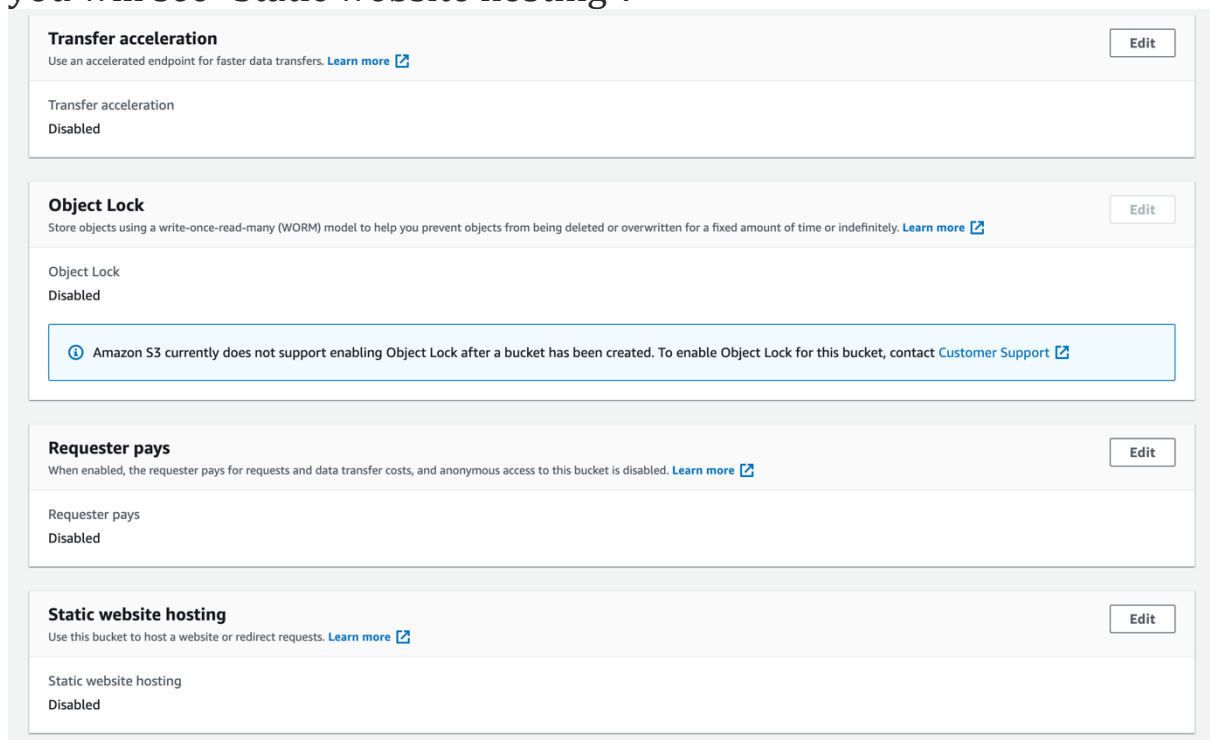 you will see "Static website hosting".
Transfer acceleration
Edit
Use an accelerated endpoint for faster data transfers. Learn more
Transfer acceleration
Disabled
Object Lock
Edit
Store objects using a write-once-read-many (WORM) model to help you prevent objects from being deleted or overwritten for a fixed amount of time or indefinitely. Learn more
Object Lock
Disabled
Amazon S3 currently does not support enabling Object Lock after a bucket has been created. To enable Object Lock for this bucket, contact Customer Support
Requester pays
Edit
When enabled, the requester pays for requests and data transfer costs, and anonymous access to this bucket is disabled. Learn more
Requester pays
Disabled
Static website hosting
Edit
Use this bucket to host a website or redirect requests. Learn more
Static website hosting
Disabled